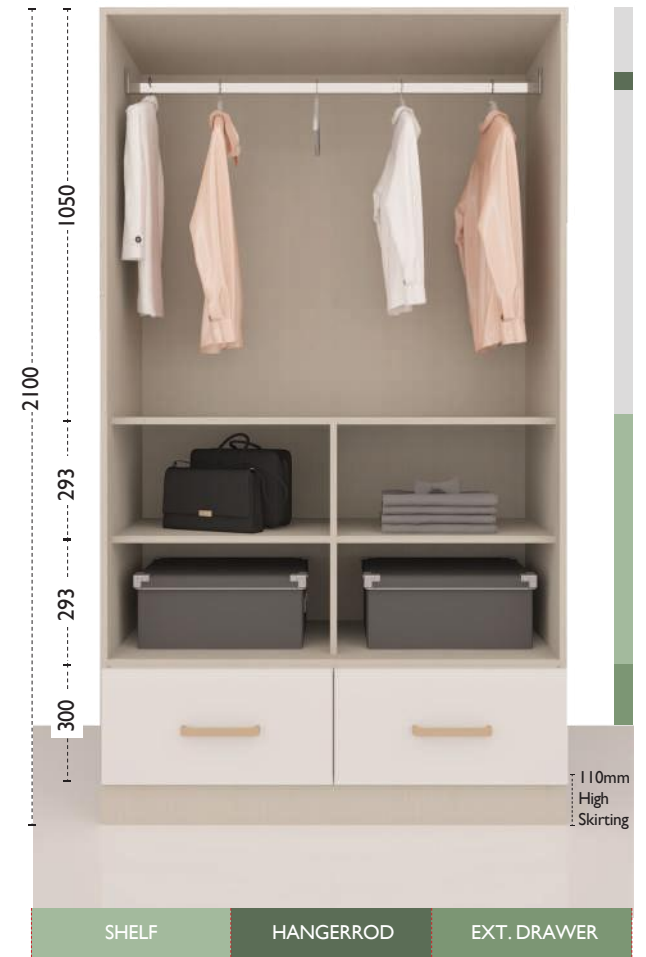 2100
1050
293
293
300
110mm
High
Skirting
SHELF
HANGERROD
EXT. DRAWER